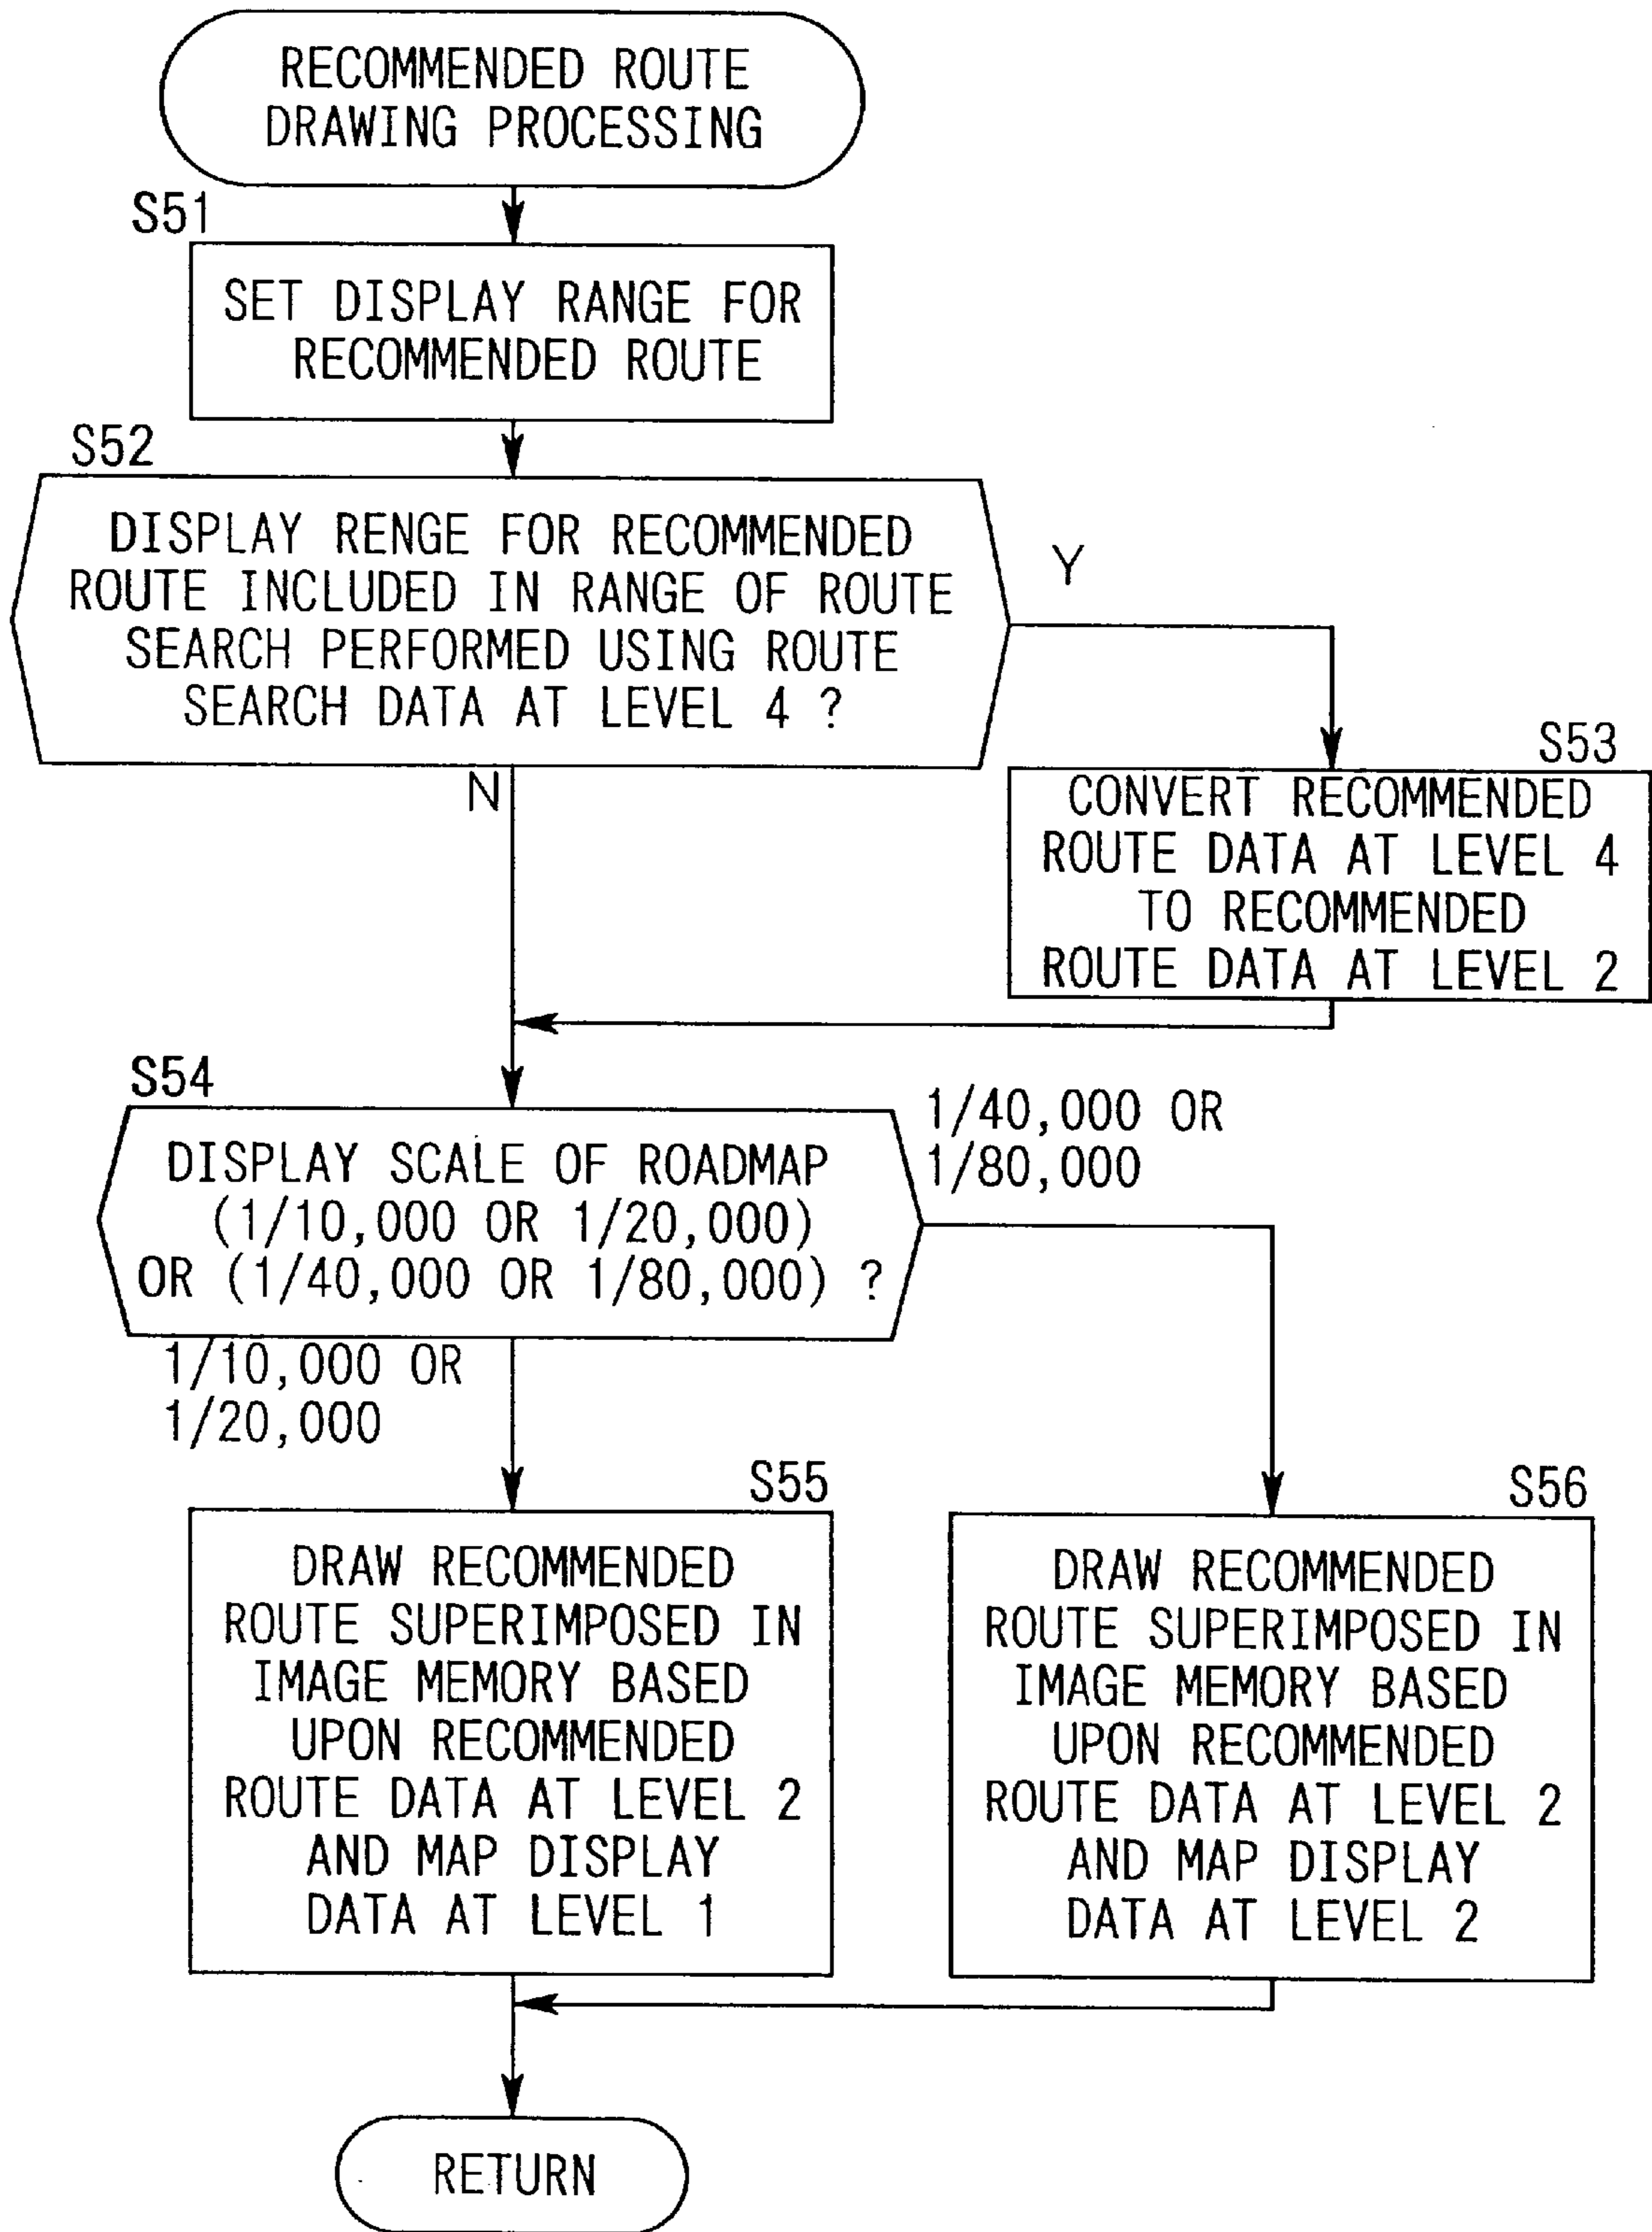 RECOMMENDED ROUTE
DRAWING PROCESSING
S51
SET DISPLAY RANGE FOR
RECOMMENDED ROUTE
S52
DISPLAY RENGE FOR RECOMMENDED
ROUTE INCLUDED IN RANGE OF ROUTE
SEARCH PERFORMED USING ROUTE
SEARCH DATA AT LEVEL 4 ?
Y
N
S53
CONVERT RECOMMENDED
ROUTE DATA AT LEVEL 4
TO RECOMMENDED
ROUTE DATA AT LEVEL 2
S54
DISPLAY SCALE OF ROADMAP
(1/10,000 OR 1/20,000)
OR (1/40,000 OR 1/80,000) ?
1/40,000 OR
1/80,000
1/10,000 OR
1/20,000
S55
DRAW RECOMMENDED
ROUTE SUPERIMPOSED IN
IMAGE MEMORY BASED
UPON RECOMMENDED
ROUTE DATA AT LEVEL 2
AND MAP DISPLAY
DATA AT LEVEL 1
S56
DRAW RECOMMENDED
ROUTE SUPERIMPOSED IN
IMAGE MEMORY BASED
UPON RECOMMENDED
ROUTE DATA AT LEVEL 2
AND MAP DISPLAY
DATA AT LEVEL 2
RETURN